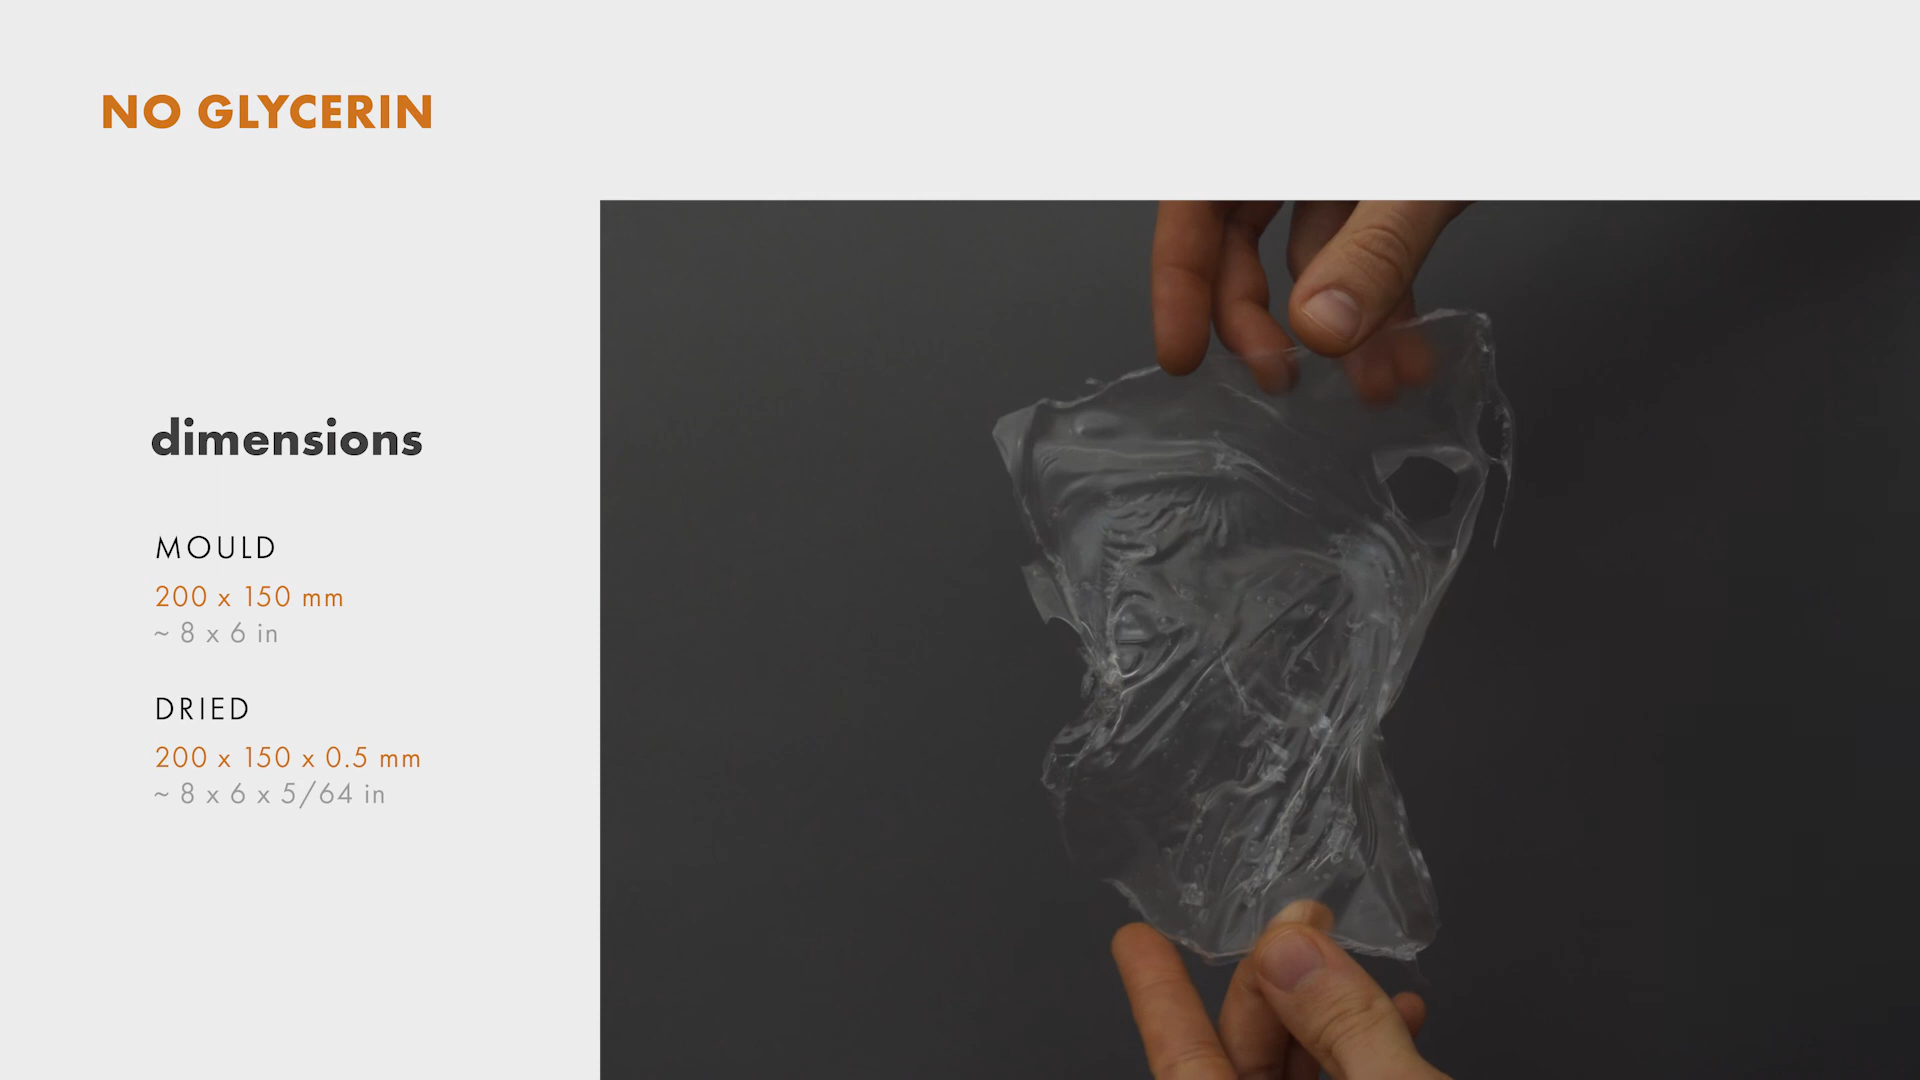 NO GLYCERIN
dimensions
MOULD
200 x 150 mm
~ 8 x 6 in
DRIED
200 x 150 x 0.5 mm
~ 8 x 6 x 5/64 in